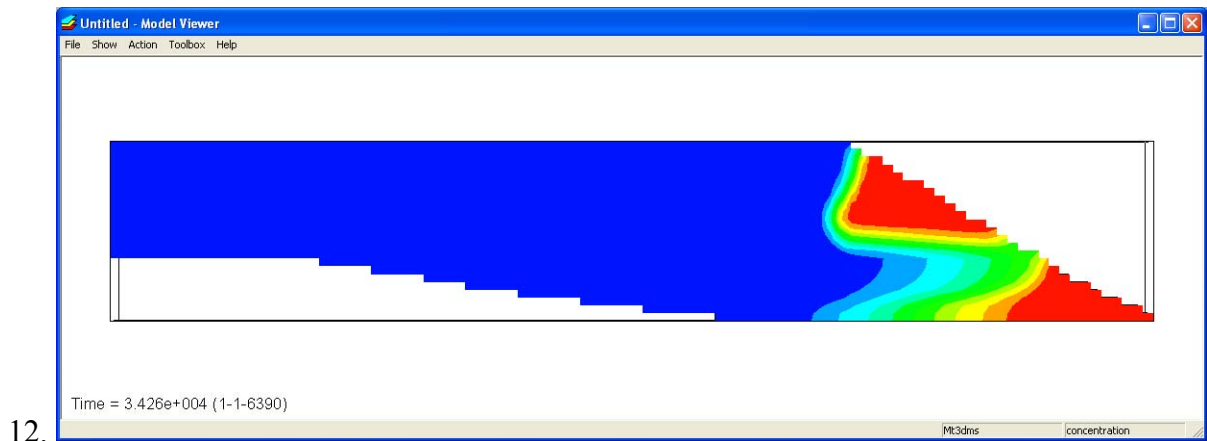 Untitled - Model Viewer
File Show Action Toolbox Help
Time = 3.426e+004 (1-1-6390)
Mt3dms concentration
12.